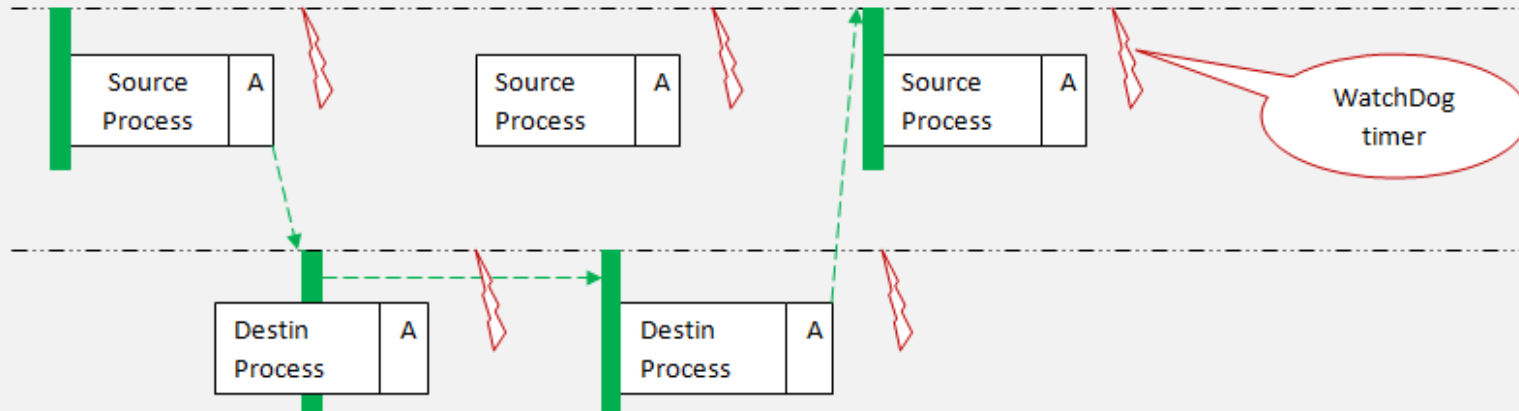 Source
Process
A
Source
Process
A
Source
Process
A
WatchDog
timer
Destin
Process
A
Destin
Process
A